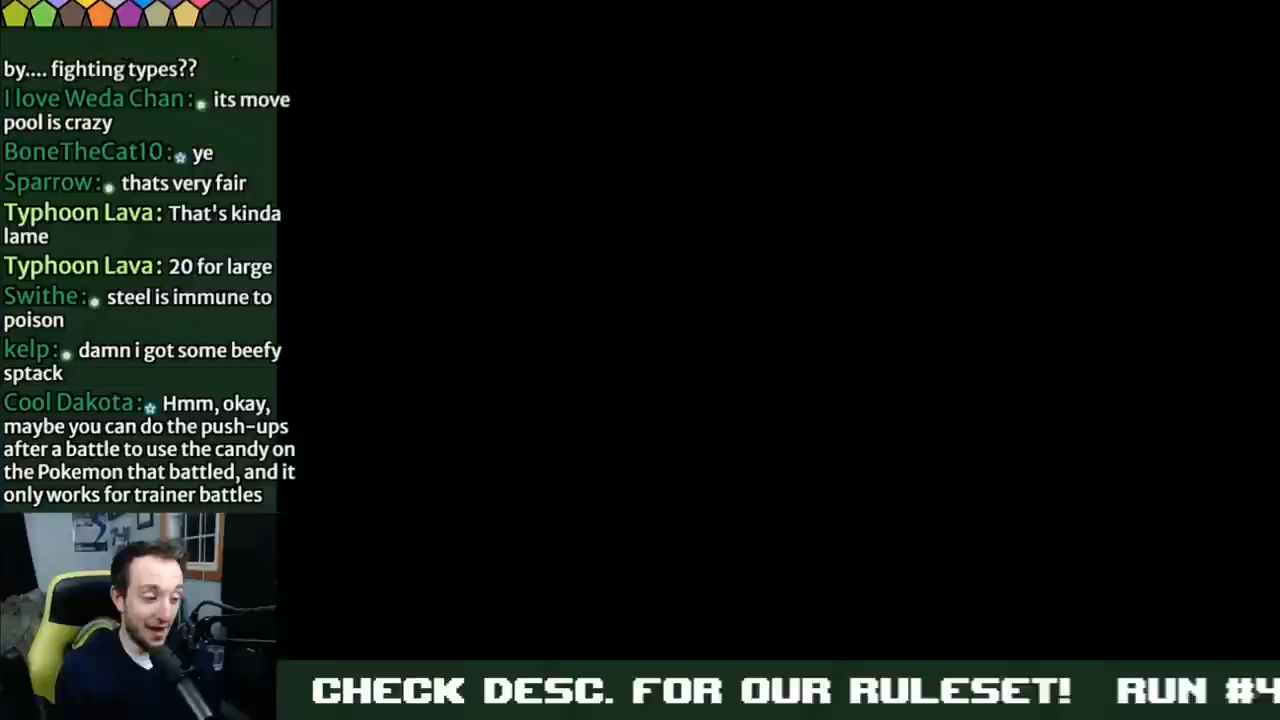 by.... fighting types??
I love Weda Chan: its move
pool is crazy
BoneTheCat10: ye
Sparrow: thats very fair
Typhoon Lava: That's kinda
lame
Typhoon Lava: 20 for large
Swithe: steel is immune to
poison
kelp: damn i got some beefy
sptack
Cool Dakota: Hmm, okay,
maybe you can do the push-ups
after a battle to use the candy on
the Pokemon that battled, and it
only works for trainer battles
CHECK DESC. FOR OUR RULESET! RUN #4